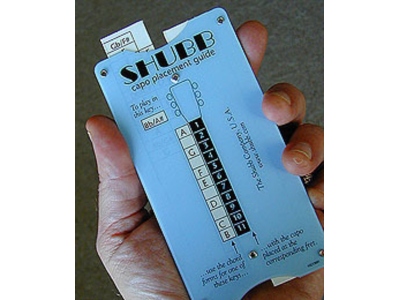 Gb/F#
SHUBB
capo placement guide
To play in
this key...
Bb/A#
A 1
2
G 3
4
F 5
E 6
7
D 8
9
C 10
B 11
The Shubb Company, U.S.A.
www.shubb.com
...use the chord
forms for one of
these keys...
...with the capo
placed at the
corresponding fret.